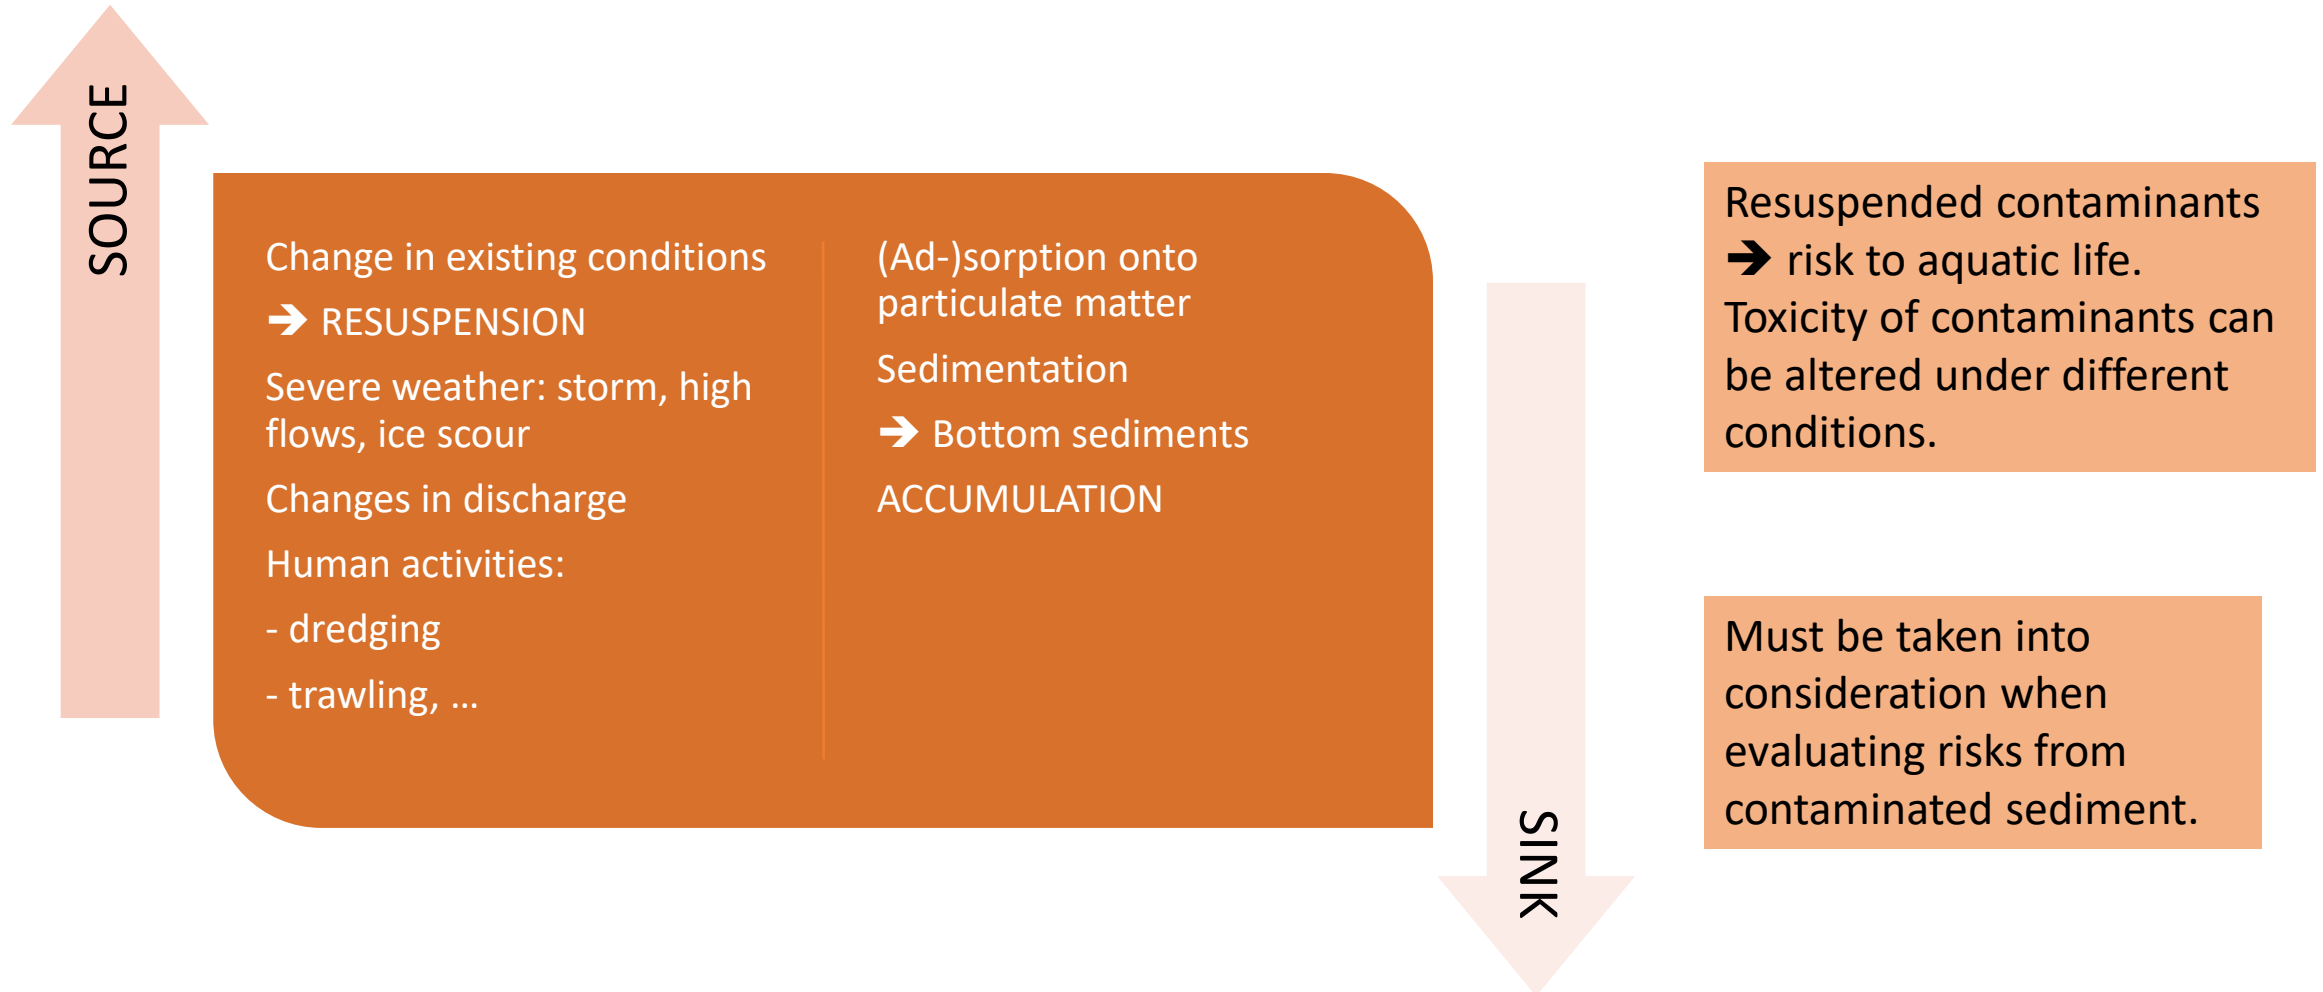 SOURCE
Change in existing conditions
➔ RESUSPENSION
Severe weather: storm, high
flows, ice scour
Changes in discharge
Human activities:
- dredging
- trawling, …
(Ad-)sorption onto
particulate matter
Sedimentation
➔ Bottom sediments
ACCUMULATION
SINK
Resuspended contaminants
➔ risk to aquatic life.
Toxicity of contaminants can
be altered under different
conditions.
Must be taken into
consideration when
evaluating risks from
contaminated sediment.